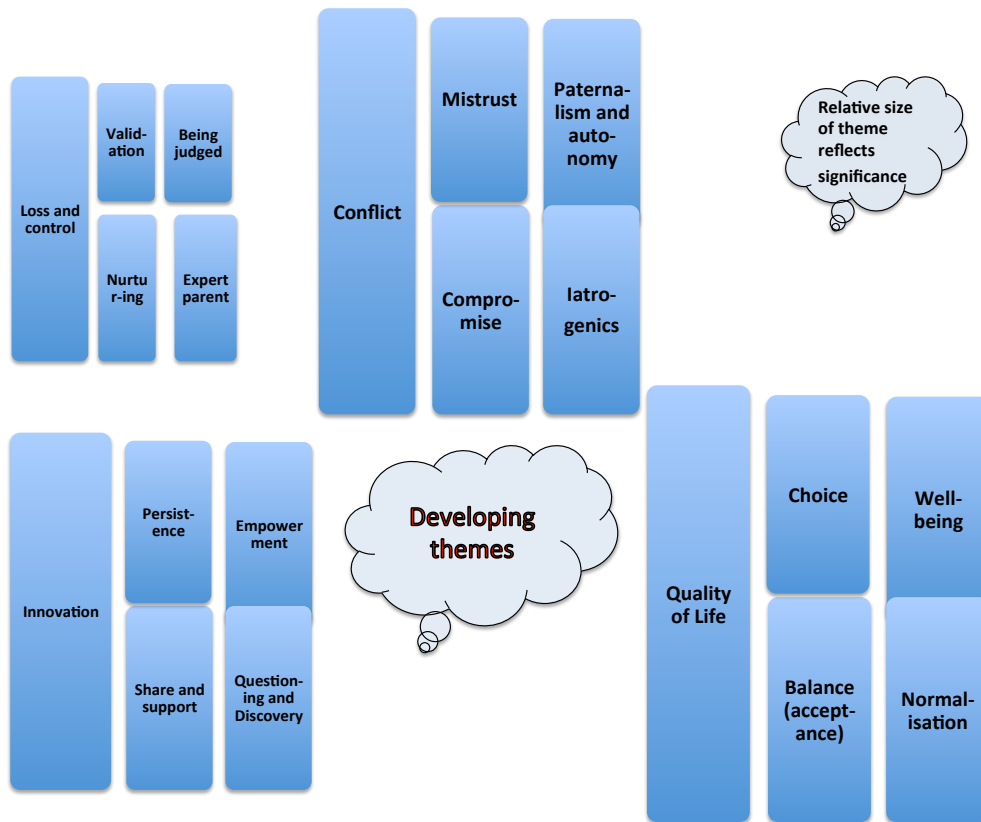 Loss and
control
Valid-
ation
Being
judged
Nurtu
r-ing
Expert
parent
Conflict
Mistrust
Paterna-
lism and
auto-
nomy
Compro-
mise
Iatro-
genics
Relative size
of theme
reflects
significance
Innovation
Persist-
ence
Empower
ment
Share and
support
Question-
ing and
Discovery
Developing
themes
Quality
of Life
Choice
Well-
being
Balance
(accept-
ance)
Normal-
isation